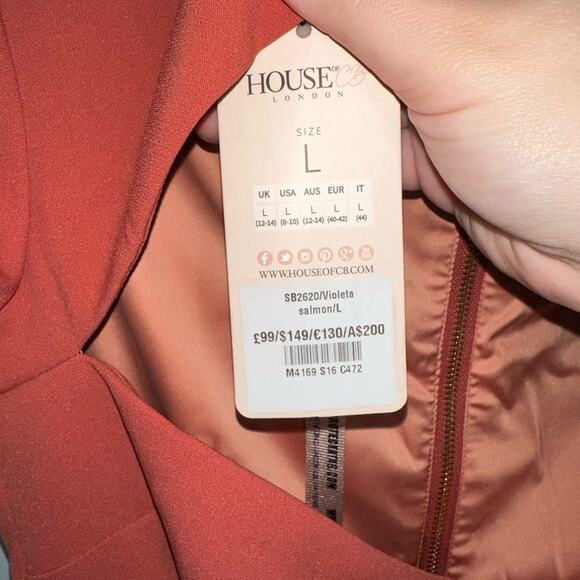 HOUSE OF CB
LONDON
SIZE
L
UK USA AUS EUR IT
L L L L L
(12-14) (8-10) (12-14) (40-42) (44)
WWW.HOUSEOFCB.COM
SB2620/Violeta
salmon/L
£99/$149/€130/A$200
M4169 S16 C472